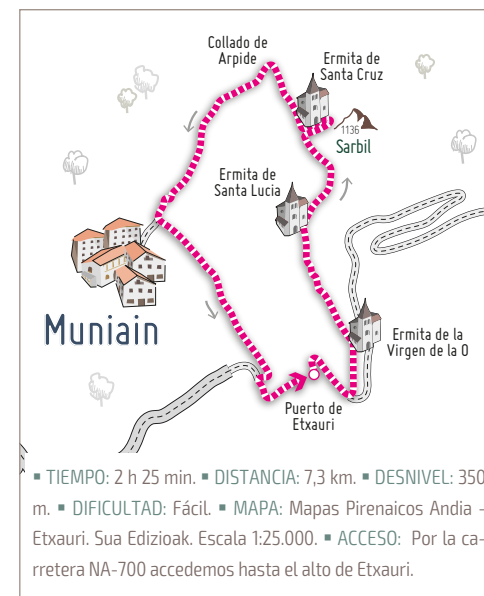 Collado de
Arpide
Ermita de
Santa Cruz
1136
Sarbil
Ermita de
Santa Lucia
Muniain
Ermita de la
Virgen de la O
Puerto de
Etxauri
▪ TIEMPO: 2 h 25 min. ▪ DISTANCIA: 7,3 km. ▪ DESNIVEL: 350
m. ▪ DIFICULTAD: Fácil. ▪ MAPA: Mapas Pirenaicos Andia -
Etxauri. Sua Edizioak. Escala 1:25.000. ▪ ACCESO: Por la ca-
rretera NA-700 accedemos hasta el alto de Etxauri.